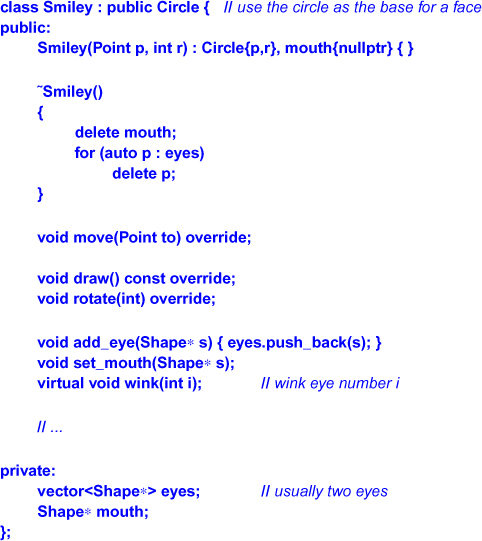 class Smiley : public Circle {   // use the circle as the base for a face
public:
        Smiley(Point p, int r) : Circle{p,r}, mouth{nullptr} { }

        ~Smiley()
        {
                delete mouth;
                for (auto p : eyes)
                        delete p;
        }

        void move(Point to) override;

        void draw() const override;
        void rotate(int) override;

        void add_eye(Shape* s) { eyes.push_back(s); }
        void set_mouth(Shape* s);
        virtual void wink(int i);               // wink eye number i

        // ...

private:
        vector<Shape*> eyes;               // usually two eyes
        Shape* mouth;
};